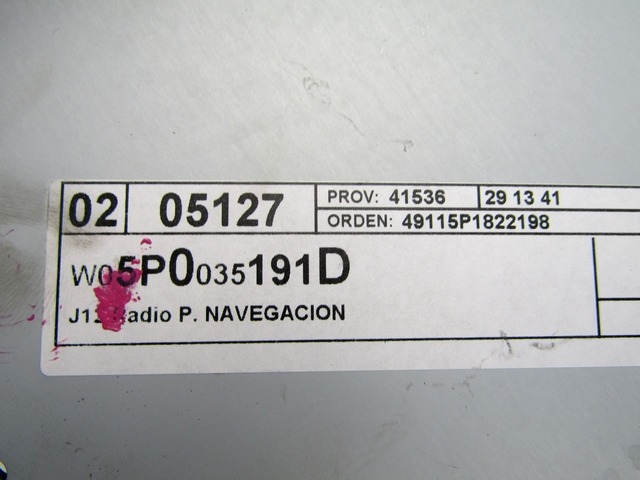 02 05127 PROV: 41536 29 13 41
ORDEN: 49115P1822198
W05P0035191D
Radio P. NAVEGACION